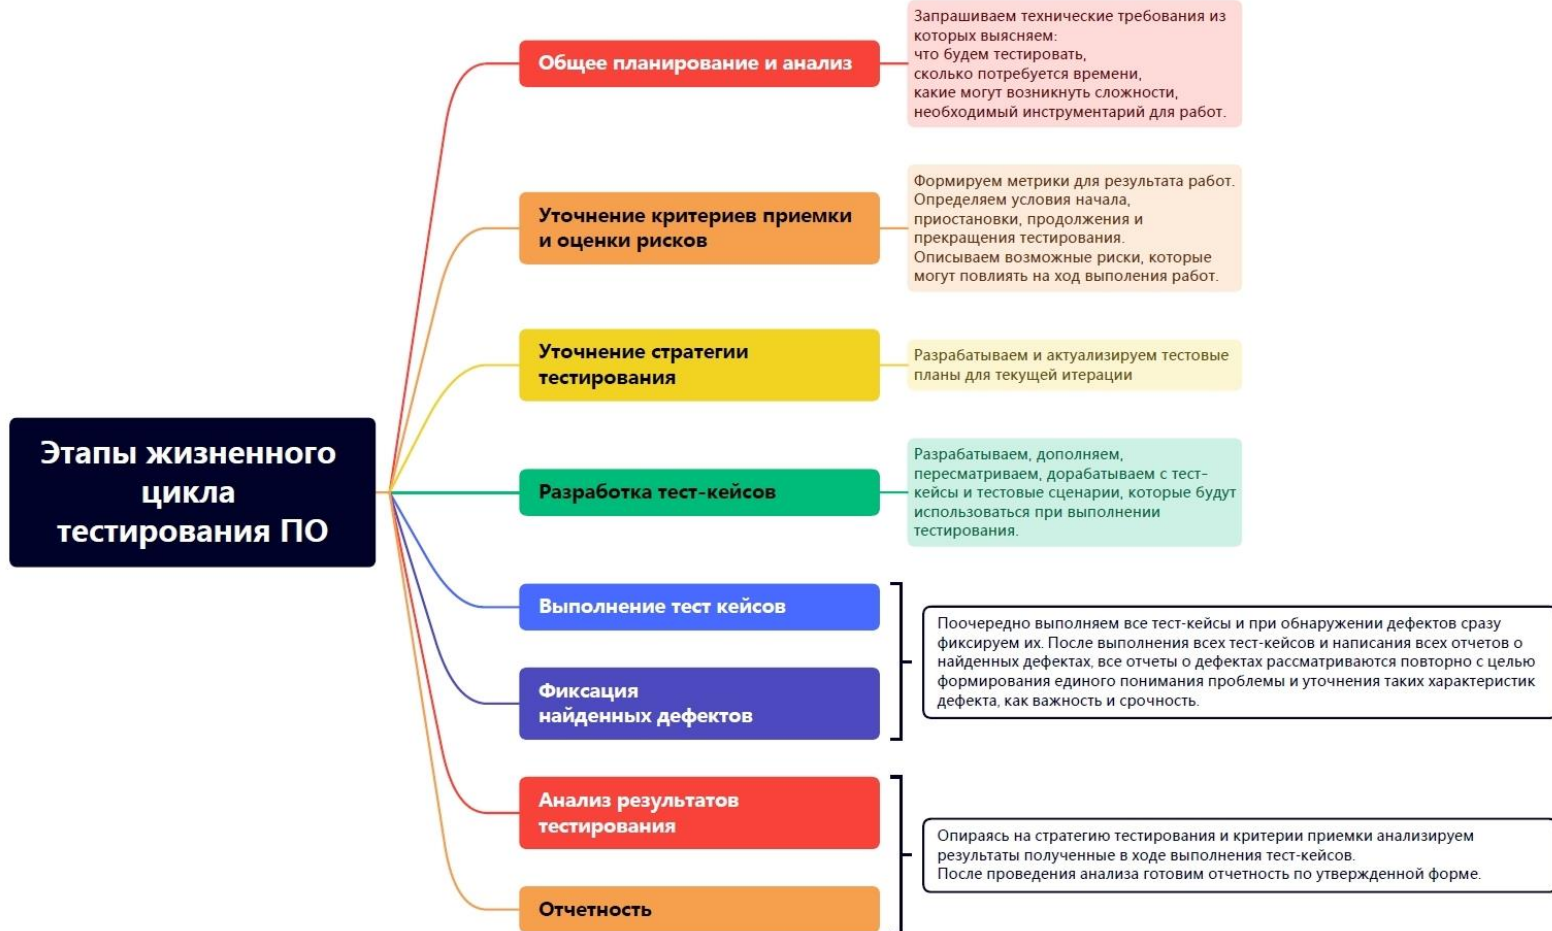 Этапы жизненного
цикла
тестирования ПО
Общее планирование и анализ
Запрашиваем технические требования из
которых выясняем:
что будем тестировать,
сколько потребуется времени,
какие могут возникнуть сложности,
необходимый инструментарий для работ.
Уточнение критериев приемки
и оценки рисков
Формируем метрики для результата работ.
Определяем условия начала,
приостановки, продолжения и
прекращения тестирования.
Описываем возможные риски, которые
могут повлиять на ход выполения работ.
Уточнение стратегии
тестирования
Разрабатываем и актуализируем тестовые
планы для текущей итерации
Разработка тест-кейсов
Разрабатываем, дополняем,
пересматриваем, дорабатываем с тест-
кейсы и тестовые сценарии, которые будут
использоваться при выполнении
тестирования.
Выполнение тест кейсов
Фиксация
найденных дефектов
Поочередно выполняем все тест-кейсы и при обнаружении дефектов сразу
фиксируем их. После выполнения всех тест-кейсов и написания всех отчетов о
найденных дефектах, все отчеты о дефектах рассматриваются повторно с целью
формирования единого понимания проблемы и уточнения таких характеристик
дефекта, как важность и срочность.
Анализ результатов
тестирования
Отчетность
Опираясь на стратегию тестирования и критерии приемки анализируем
результаты полученные в ходе выполнения тест-кейсов.
После проведения анализа готовим отчетность по утвержденной форме.